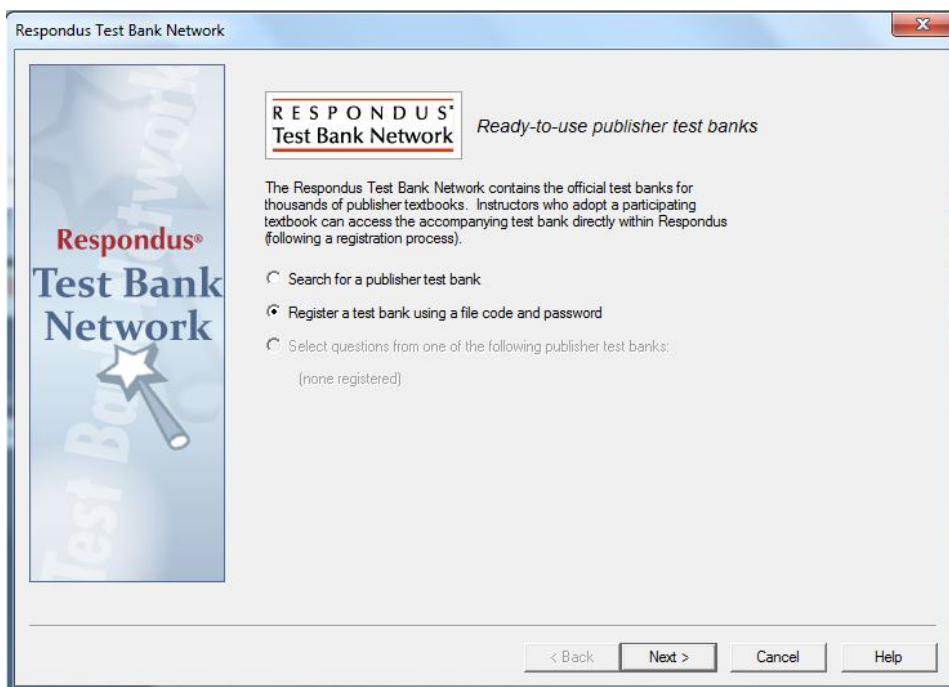 Respondus Test Bank Network
RESPONDUS
Test Bank Network
Ready-to-use publisher test banks
The Respondus Test Bank Network contains the official test banks for
thousands of publisher textbooks. Instructors who adopt a participating
textbook can access the accompanying test bank directly within Respondus
(following a registration process).
Respondus®
Test Bank
Network
Search for a publisher test bank
Register a test bank using a file code and password
Select questions from one of the following publisher test banks:
(none registered)
Test Bank Network
< Back
Next >
Cancel
Help